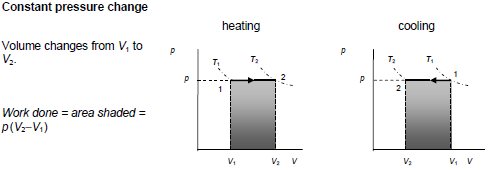 Constant pressure change
heating
cooling
Volume changes from V₁ to
V₂.
Work done = area shaded =
p(V₂–V₁)
p
T₁
T₂
p
1
2
V₁
V₂
V
p
T₂
T₁
p
1
2
V₂
V₁
V